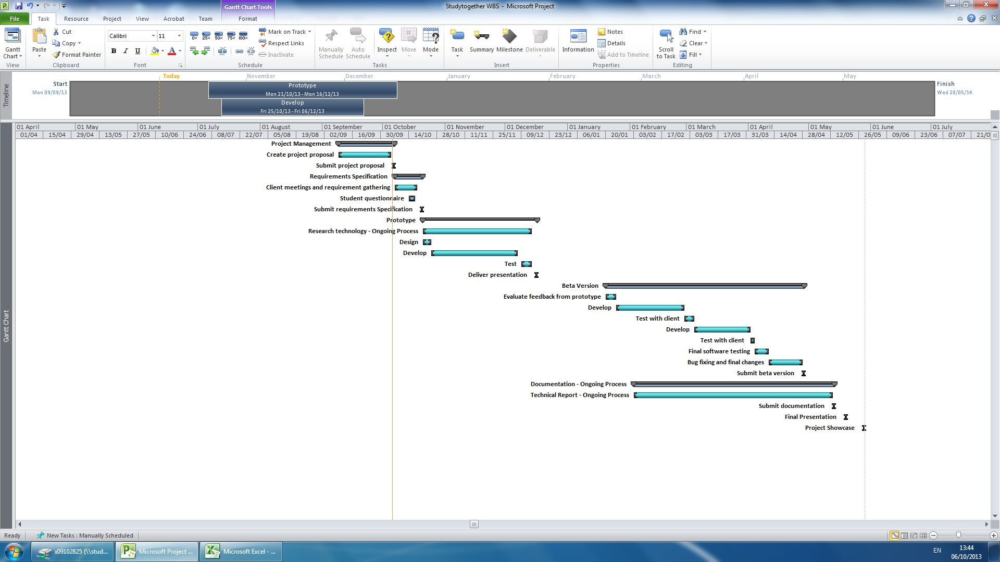 Gantt Chart Tools
Studytogether WBS - Microsoft Project
File Task Resource Project View Acrobat Team Format
Gantt Chart
View
Paste
Cut
Copy
Format Painter
Clipboard
Calibri 11
B I U A
Font
0% 25% 50% 75% 100%
Mark on Track
Respect Links
Inactivate
Schedule
Manually Schedule
Auto Schedule
Inspect
Move
Mode
Tasks
Task
Summary
Milestone
Deliverable
Insert
Information
Notes
Details
Add to Timeline
Properties
Scroll to Task
Find
Clear
Fill
Editing
Timeline
Today November December January February March April May
Start
Mon 09/09/13
Prototype
Mon 21/10/13 - Mon 16/12/13
Develop
Fri 25/10/13 - Fri 06/12/13
Finish
Wed 28/05/14
01 April 01 May 01 June 01 July 01 August 01 September 01 October 01 November 01 December 01 January 01 February 01 March 01 April 01 May 01 June 01 July
01/04 15/04 29/04 13/05 27/05 10/06 24/06 08/07 22/07 05/08 19/08 02/09 16/09 30/09 14/10 28/10 11/11 25/11 09/12 23/12 06/01 20/01 03/02 17/02 03/03 17/03 31/03 14/04 28/04 12/05 26/05 09/06 23/06 07/07 21/0
Gantt Chart
Project Management
Create project proposal
Submit project proposal
Requirements Specification
Client meetings and requirement gathering
Student questionnaire
Submit requirements Specification
Prototype
Research technology - Ongoing Process
Design
Develop
Test
Deliver presentation
Beta Version
Evaluate feedback from prototype
Develop
Test with client
Develop
Test with client
Final software testing
Bug fixing and final changes
Submit beta version
Documentation - Ongoing Process
Technical Report - Ongoing Process
Submit documentation
Final Presentation
Project Showcase
Ready New Tasks : Manually Scheduled
x09102825 (\\stud...
Microsoft Project ...
Microsoft Excel - ...
EN
13:44
06/10/2013